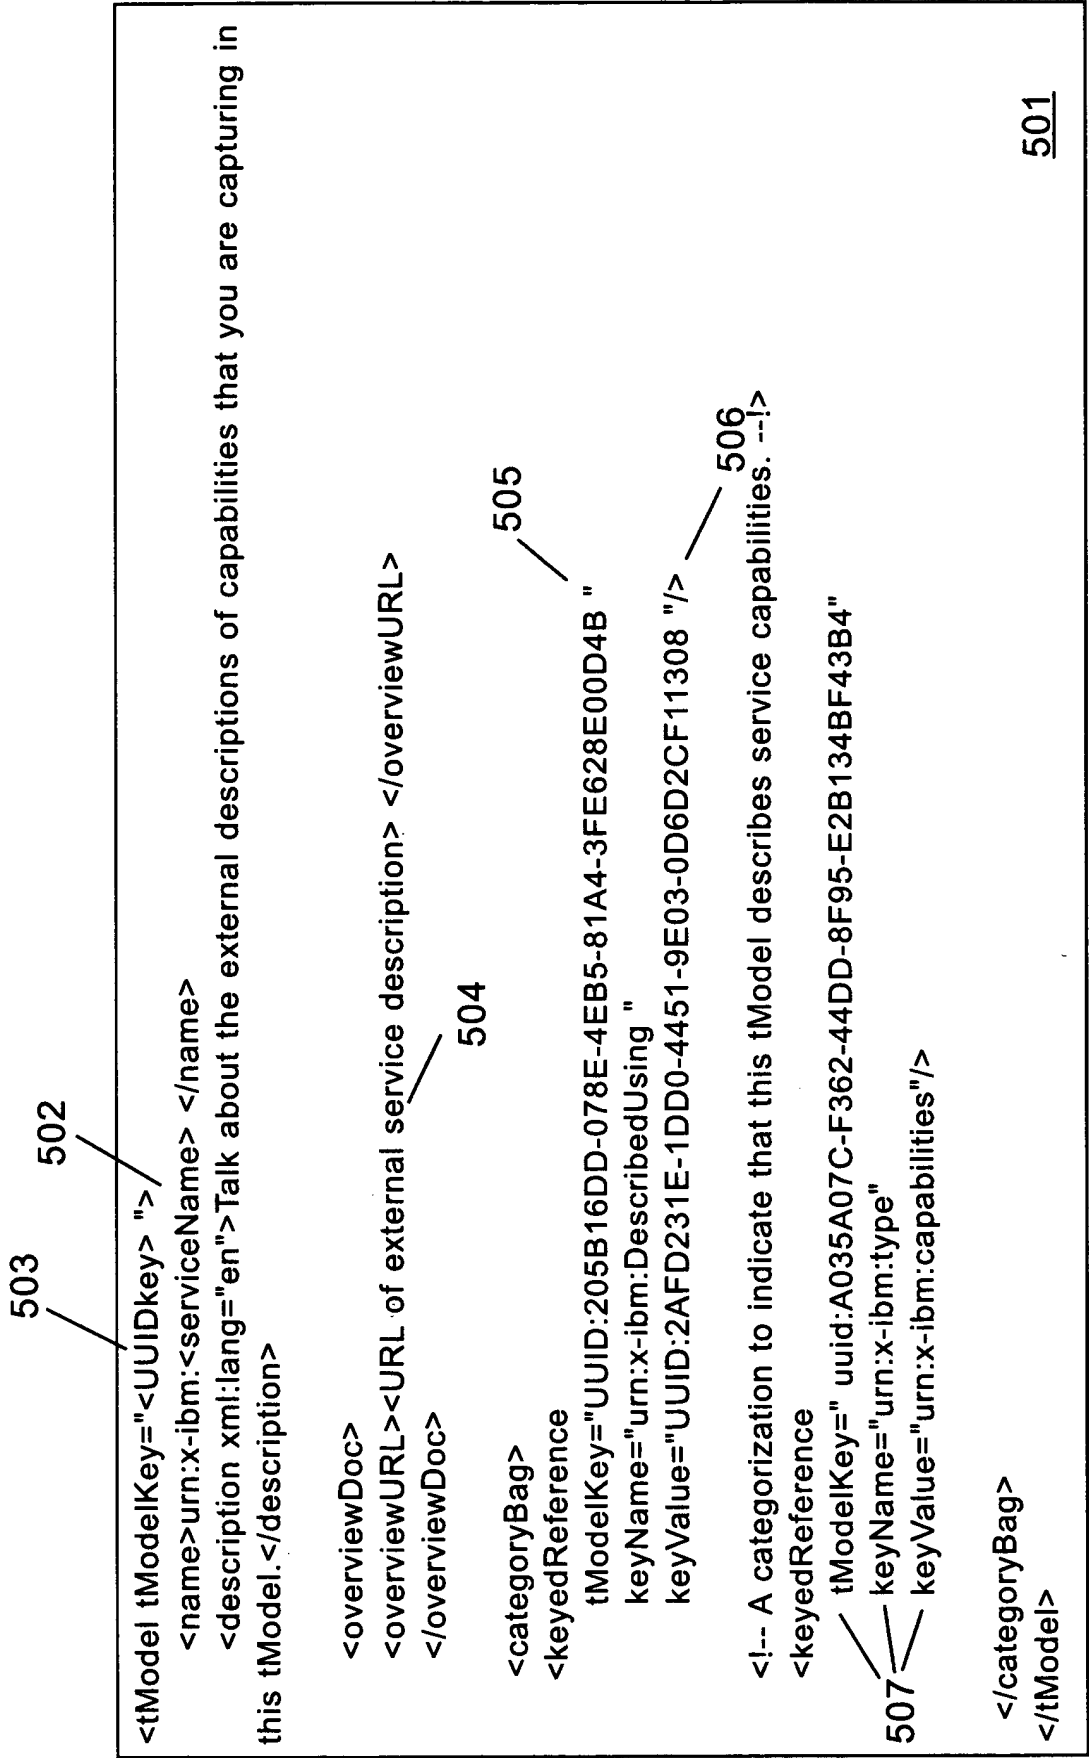 503
502
<tModel tModelKey="<UUIDkey> ">
<name>urn:x-ibm:<serviceName> </name>
<description xml:lang="en">Talk about the external descriptions of capabilities that you are capturing in
this tModel.</description>
<overviewDoc>
<overviewURL><URL of external service description> </overviewURL>
</overviewDoc>
504
505
<categoryBag>
<keyedReference
tModelKey="UUID:205B16DD-078E-4EB5-81A4-3FE628E00D4B "
keyName="urn:x-ibm:DescribedUsing "
keyValue="UUID:2AFD231E-1DD0-4451-9E03-0D6D2CF11308 "/>
506
<!-- A categorization to indicate that this tModel describes service capabilities. --!>
<keyedReference
tModelKey=" uuid:A035A07C-F362-44DD-8F95-E2B134BF43B4"
keyName="urn:x-ibm:type"
keyValue="urn:x-ibm:capabilities"/>
507
</categoryBag>
</tModel>
501